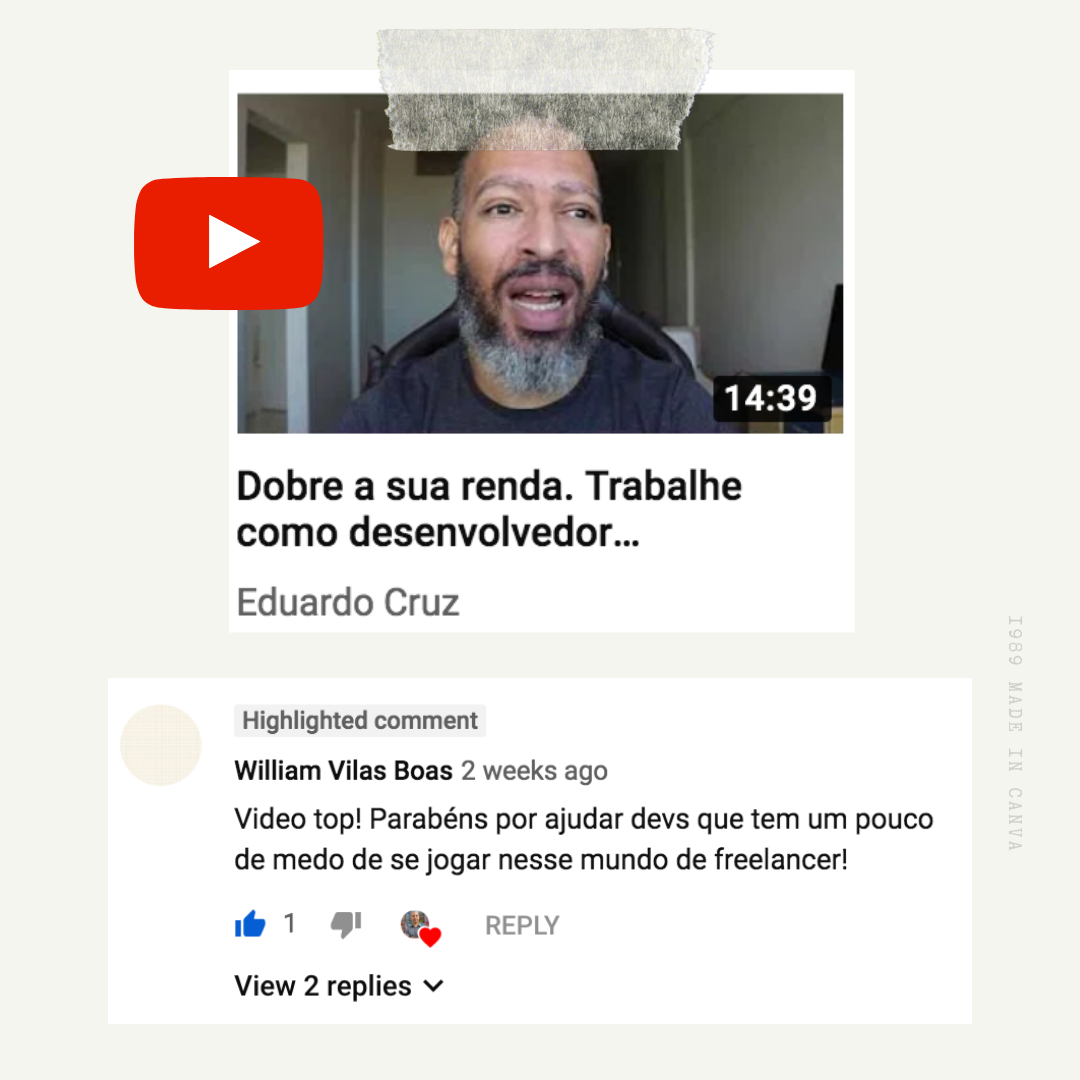 14:39
Dobre a sua renda. Trabalhe
como desenvolvedor...
Eduardo Cruz
Highlighted comment
William Vilas Boas 2 weeks ago
Video top! Parabéns por ajudar devs que tem um pouco
de medo de se jogar nesse mundo de freelancer!
1 REPLY
View 2 replies
I989 MADE IN CANVA